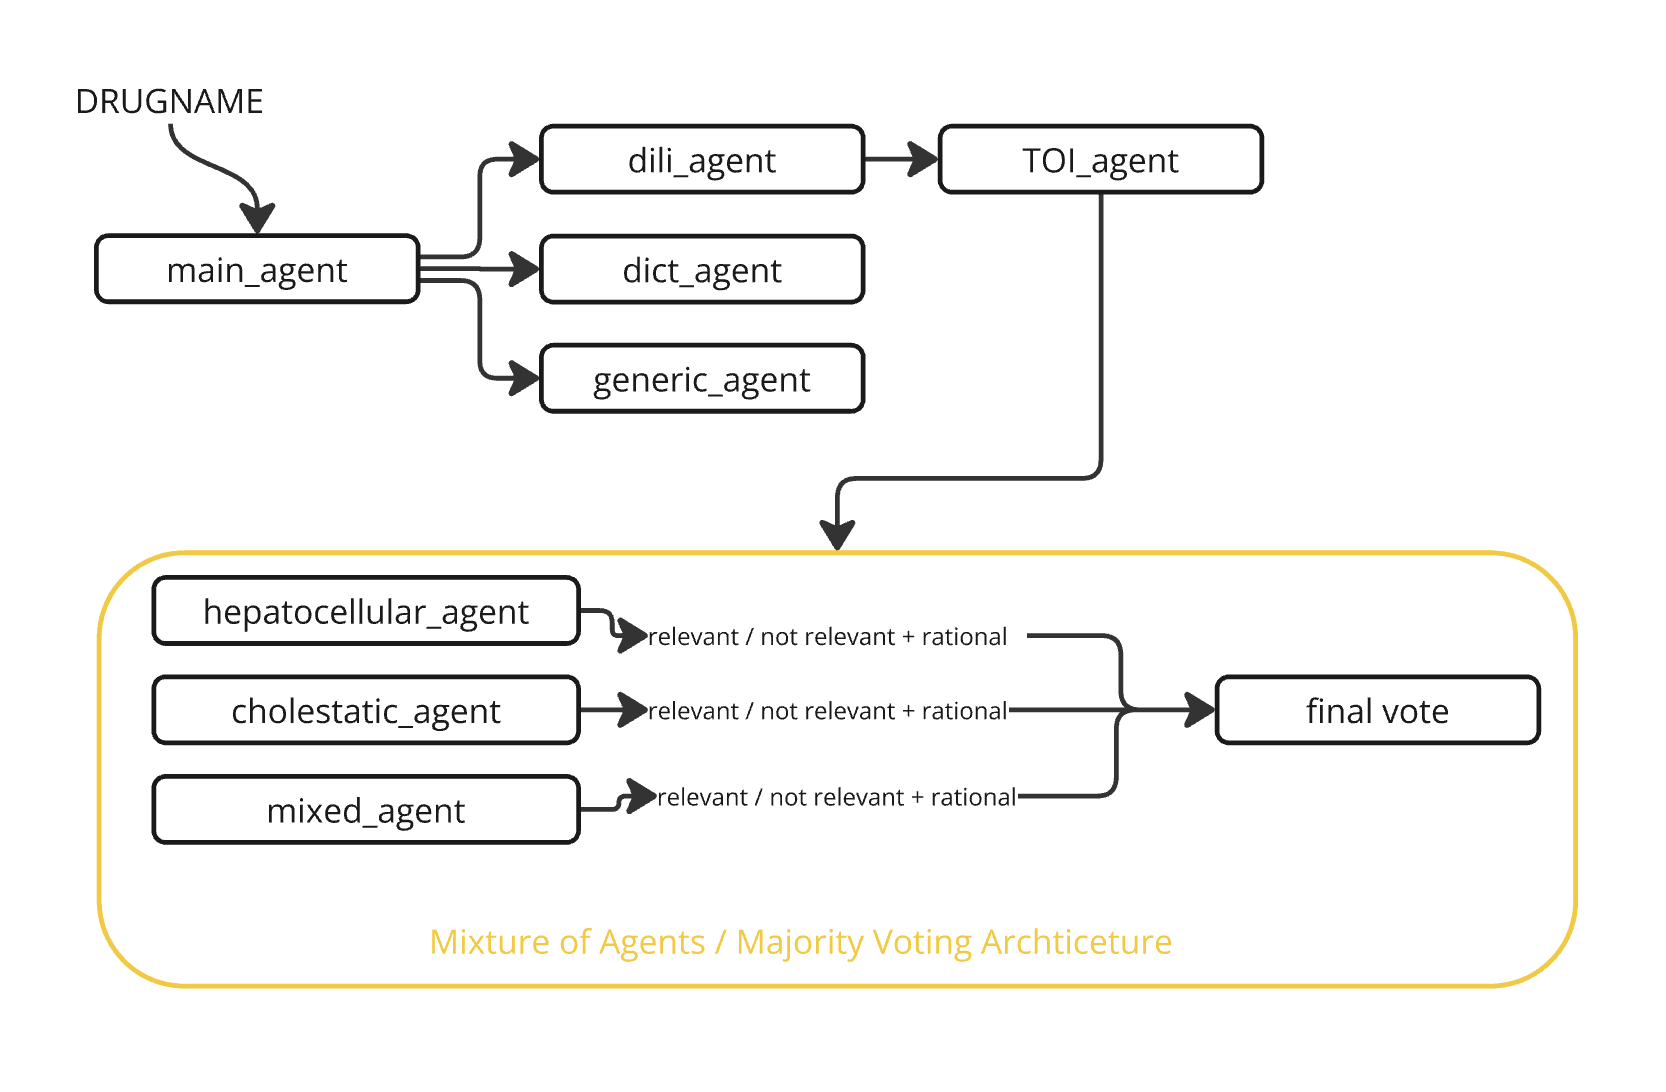 DRUGNAME
main_agent
dili_agent
TOI_agent
dict_agent
generic_agent
hepatocellular_agent
relevant / not relevant + rational
cholestatic_agent
relevant / not relevant + rational
final vote
mixed_agent
relevant / not relevant + rational
Mixture of Agents / Majority Voting Archticeture